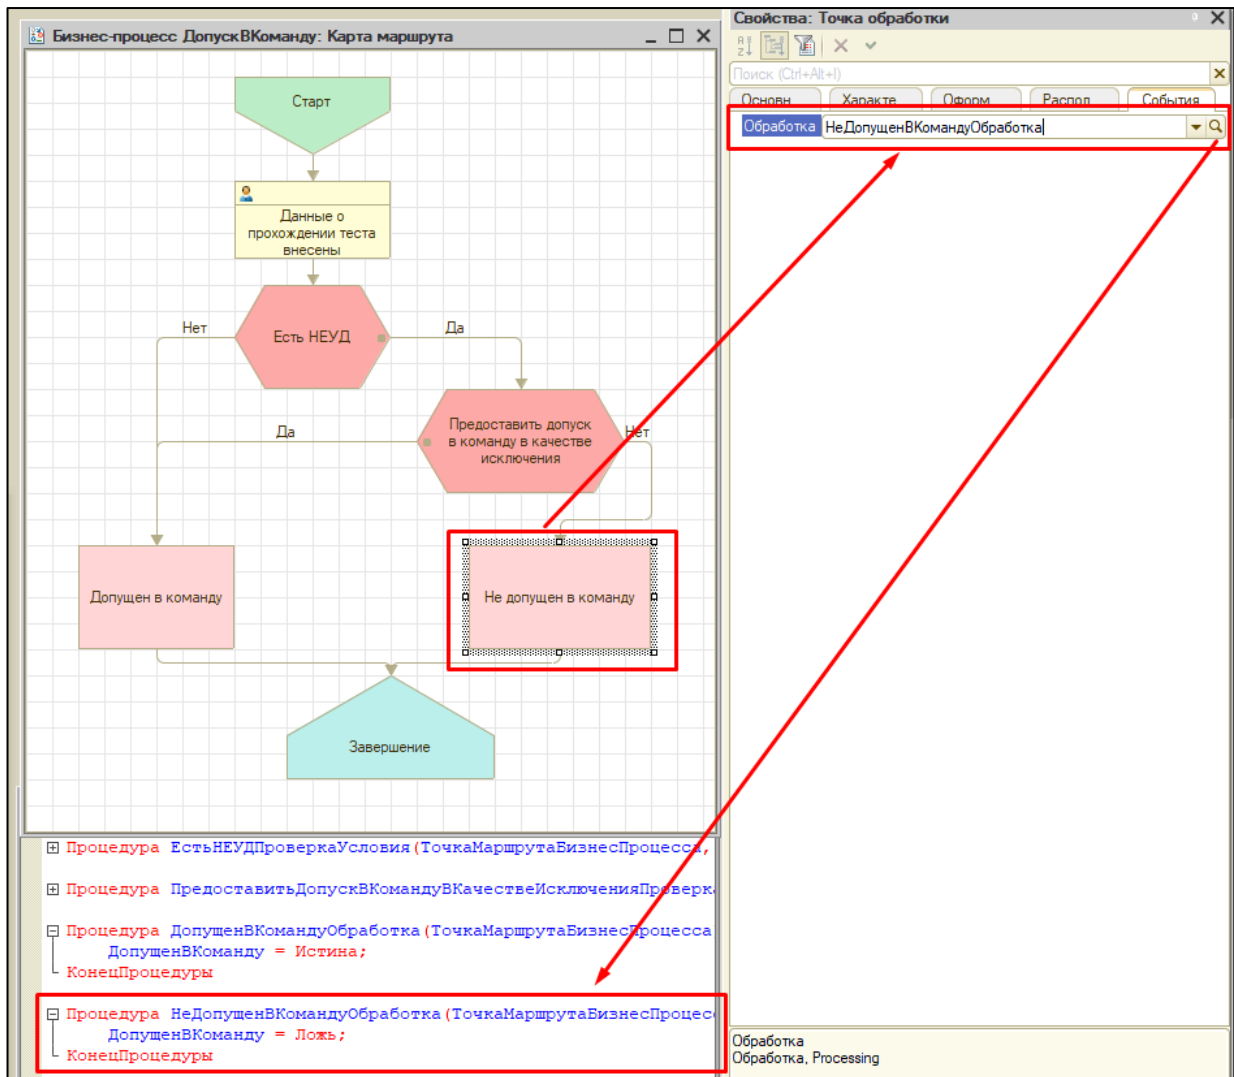 Бизнес-процесс ДопускВКоманду: Карта маршрута
Старт
Данные о
прохождении теста
внесены
Есть НЕУД
Нет
Да
Предоставить допуск
в команду в качестве
исключения
Да
Нет
Допущен в команду
Не допущен в команду
Завершение
Процедура ЕстьНЕУДПроверкаУсловия(ТочкаМаршрутаБизнесПроцесса,
Процедура ПредоставитьДопускВКомандуВКачествеИсключенияПроверк
Процедура ДопущенВКомандуОбработка(ТочкаМаршрутаБизнесПроцесса
ДопущенВКоманду = Истина;
КонецПроцедуры
Процедура НеДопущенВКомандуОбработка(ТочкаМаршрутаБизнесПроцес
ДопущенВКоманду = Ложь;
КонецПроцедуры
Свойства: Точка обработки
Поиск (Ctrl+Alt+I)
Основн Характе Оформ Распол События
Обработка НеДопущенВКомандуОбработка
Обработка
Обработка, Processing